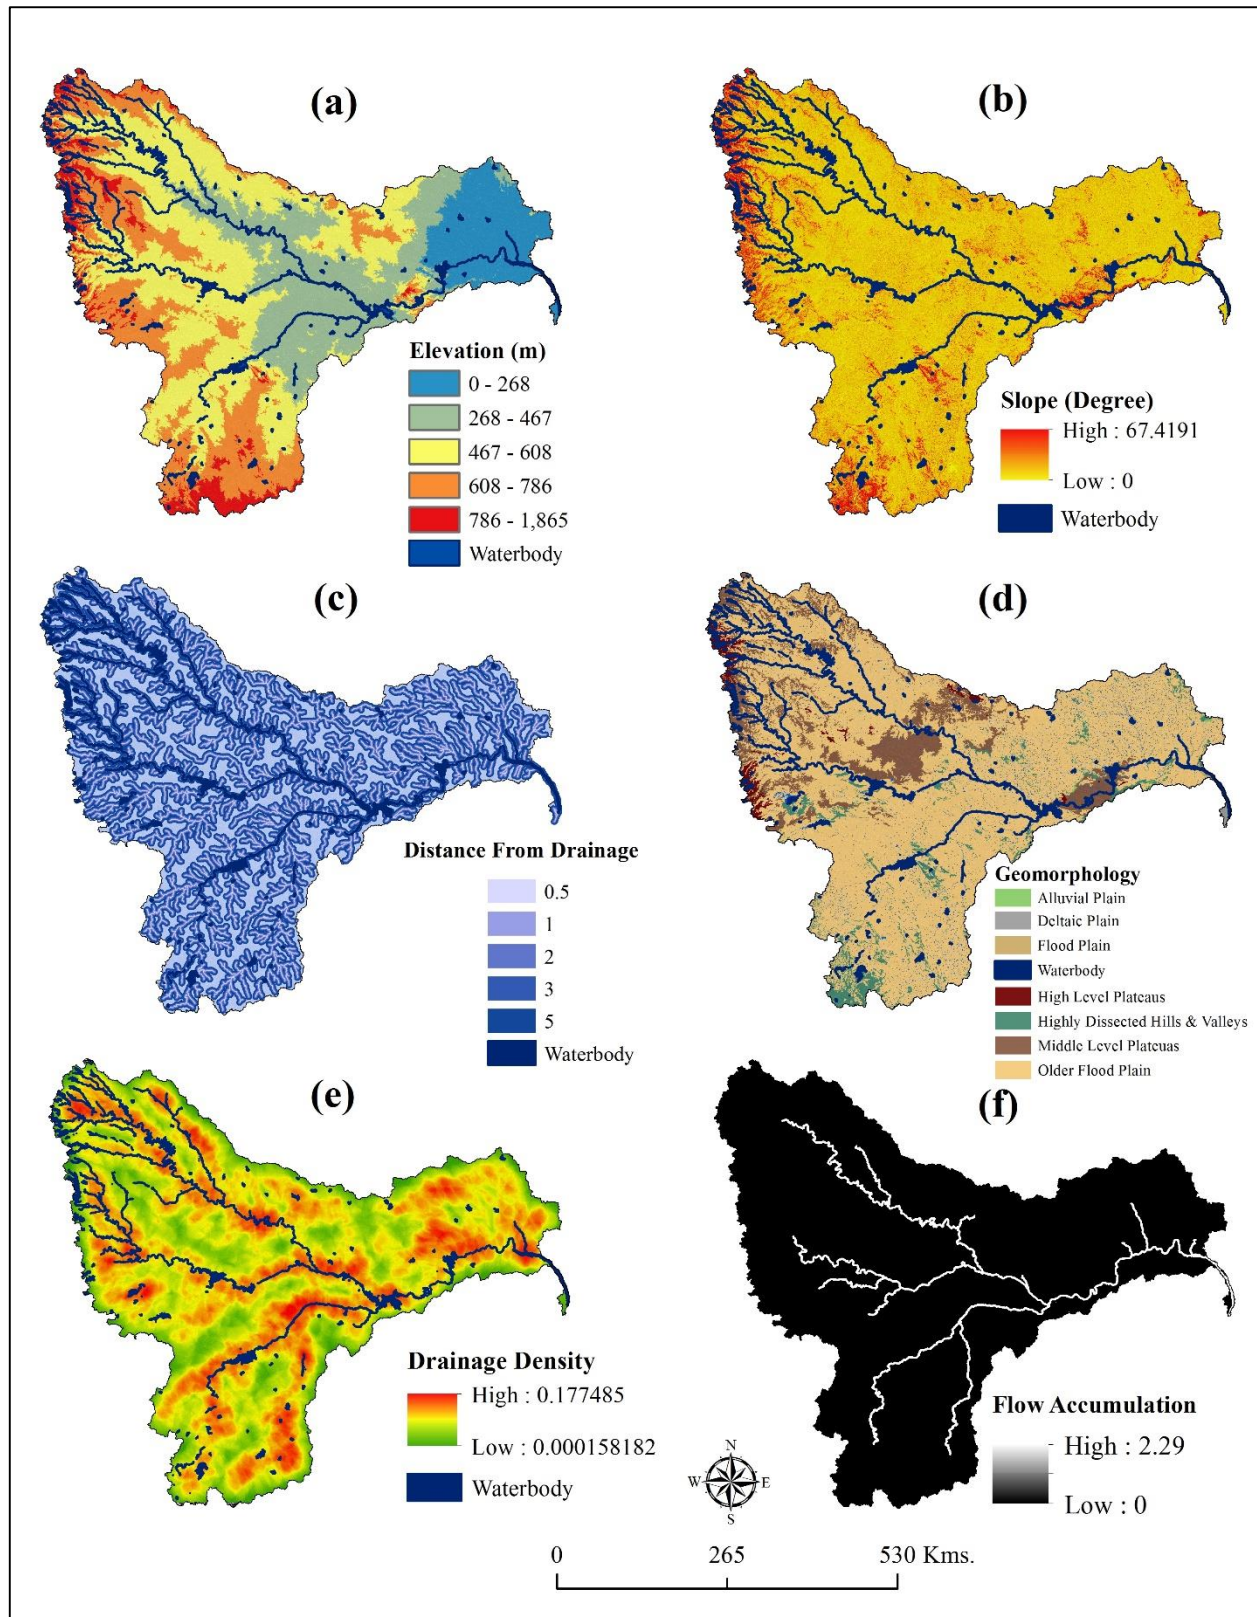 (a)
Elevation (m)
0 - 268
268 - 467
467 - 608
608 - 786
786 - 1,865
Waterbody
(b)
Slope (Degree)
High : 67.4191
Low : 0
Waterbody
(c)
Distance From Drainage
0.5
1
2
3
5
Waterbody
(d)
Geomorphology
Alluvial Plain
Deltaic Plain
Flood Plain
Waterbody
High Level Plateaus
Highly Dissected Hills & Valleys
Middle Level Plateuas
Older Flood Plain
(e)
Drainage Density
High : 0.177485
Low : 0.000158182
Waterbody
(f)
Flow Accumulation
High : 2.29
Low : 0
N
W E
S
0 265 530 Kms.